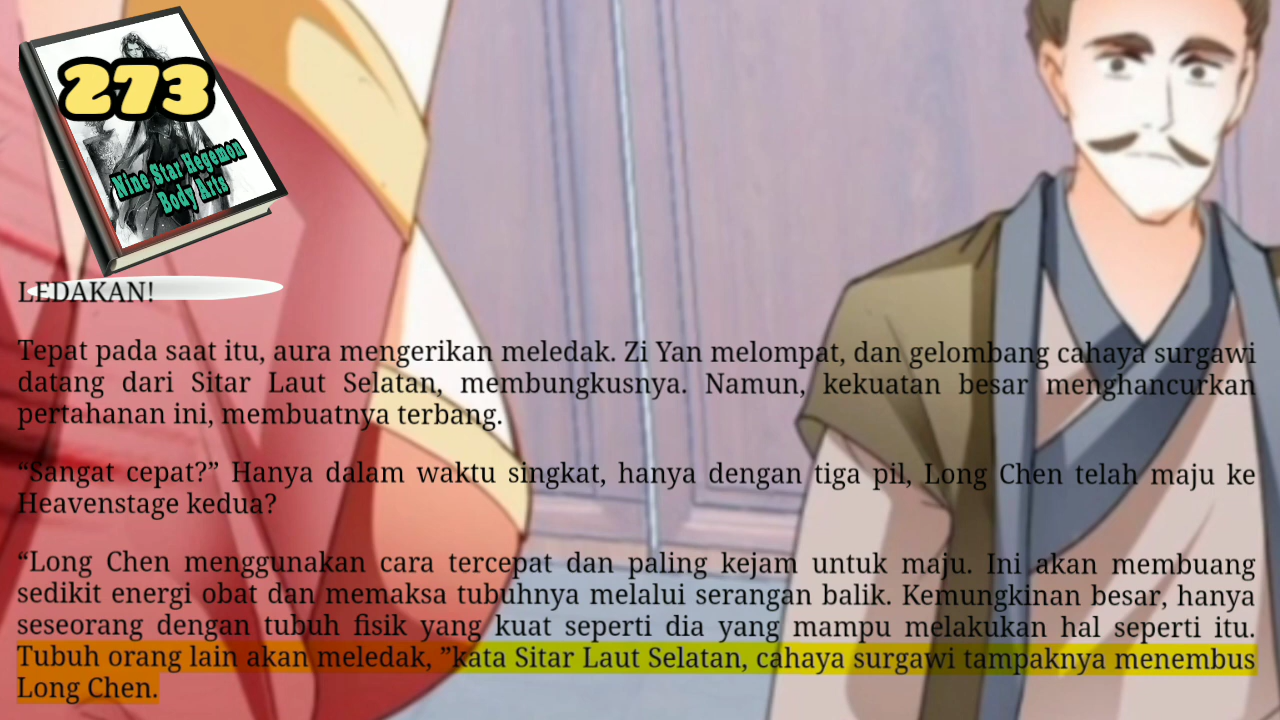 273
Nine Star Hegemon
Body Arts
LEDAKAN!
Tepat pada saat itu, aura mengerikan meledak. Zi Yan melompat, dan gelombang cahaya surgawi
datang dari Sitar Laut Selatan, membungkusnya. Namun, kekuatan besar menghancurkan
pertahanan ini, membuatnya terbang.
“Sangat cepat?” Hanya dalam waktu singkat, hanya dengan tiga pil, Long Chen telah maju ke
Heavenstage kedua?
“Long Chen menggunakan cara tercepat dan paling kejam untuk maju. Ini akan membuang
sedikit energi obat dan memaksa tubuhnya melalui serangan balik. Kemungkinan besar, hanya
seseorang dengan tubuh fisik yang kuat seperti dia yang mampu melakukan hal seperti itu.
Tubuh orang lain akan meledak, ”kata Sitar Laut Selatan, cahaya surgawi tampaknya menembus
Long Chen.